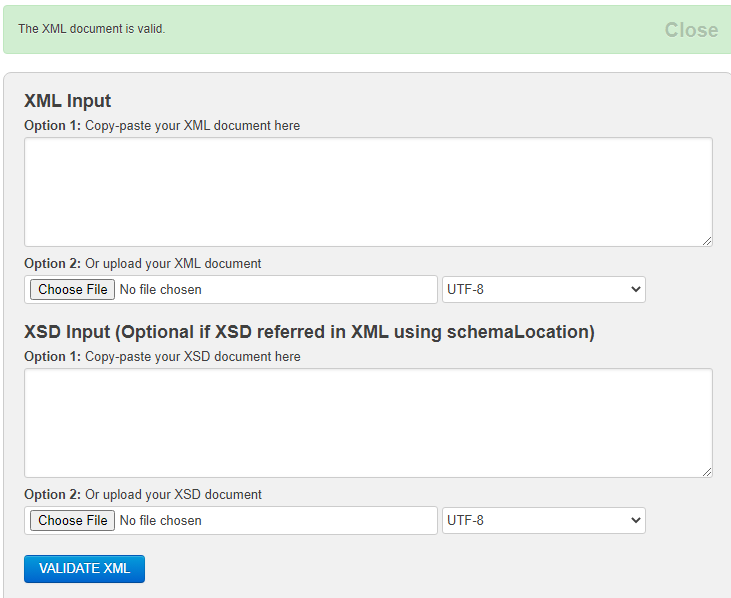 The XML document is valid.
Close
XML Input
Option 1: Copy-paste your XML document here
Option 2: Or upload your XML document
Choose File No file chosen UTF-8
XSD Input (Optional if XSD referred in XML using schemaLocation)
Option 1: Copy-paste your XSD document here
Option 2: Or upload your XSD document
Choose File No file chosen UTF-8
VALIDATE XML